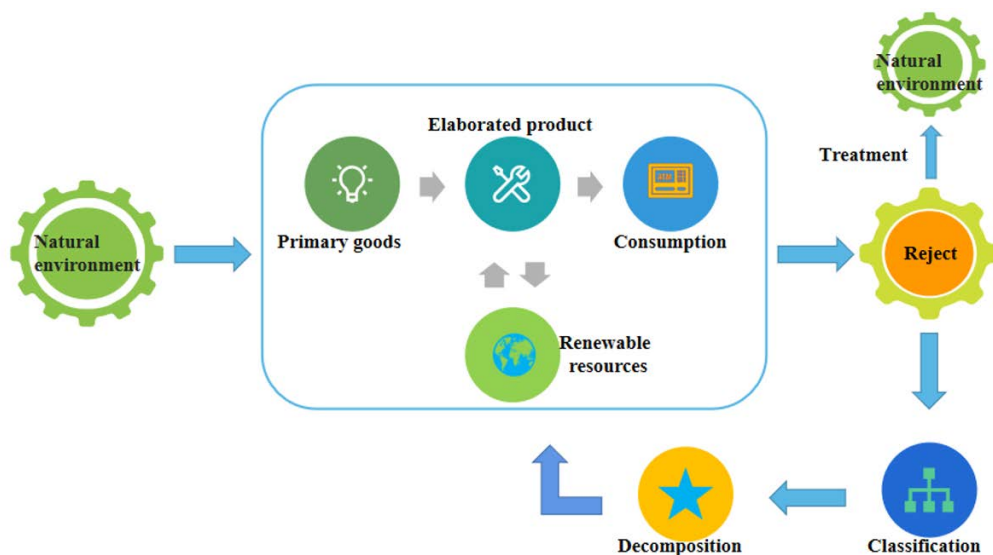 Natural
environment
Elaborated product
Treatment
Primary goods
Consumption
Natural
environment
Reject
Renewable
resources
Decomposition
Classification